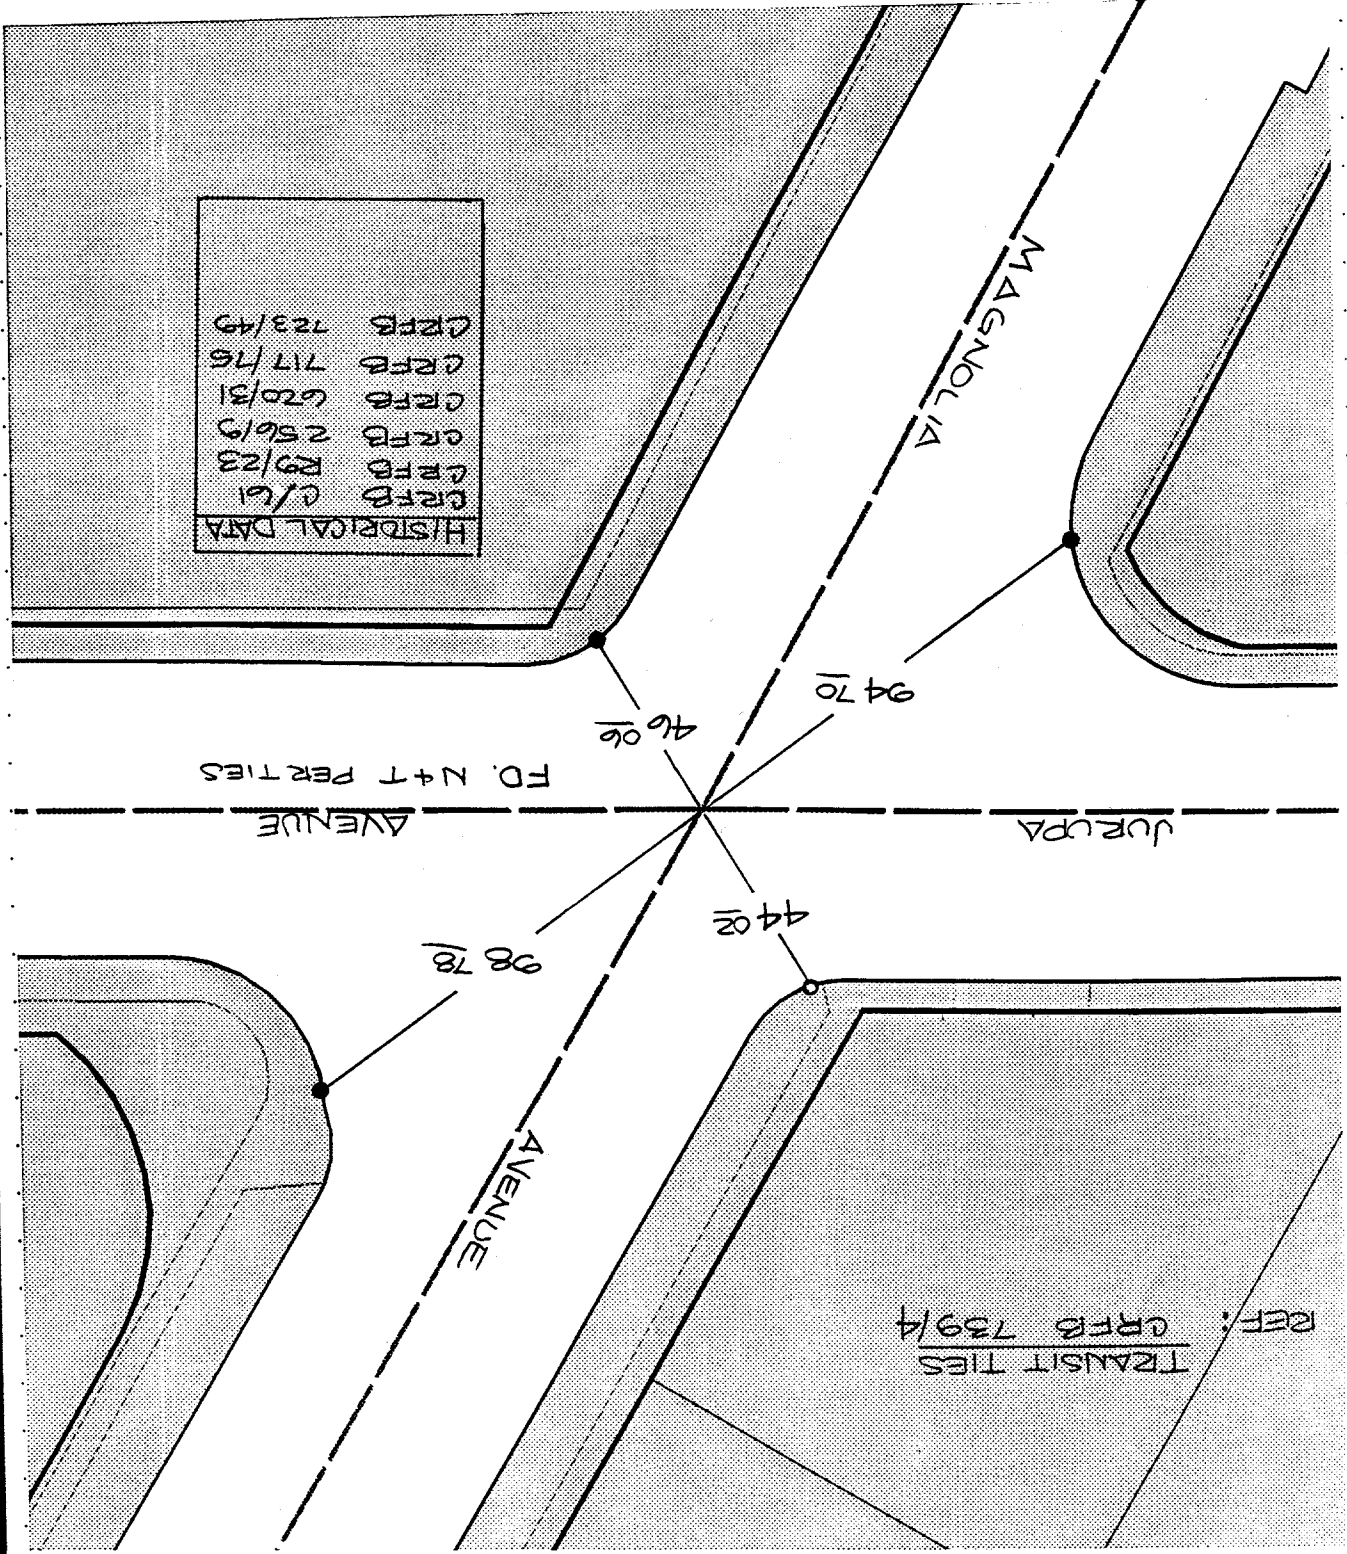 TRANSIT TIES
REF: CRFB 739/4
AVENUE
98 78
44 02
JURUPA AVENUE
FD. N&T PER TIES
46 06
94 70
HISTORICAL DATA
CRFB C/61
CRFB R9/23
CRFB 256/9
CRFB 620/31
CRFB 717/75
CRFB 723/49
MAGNOLIA